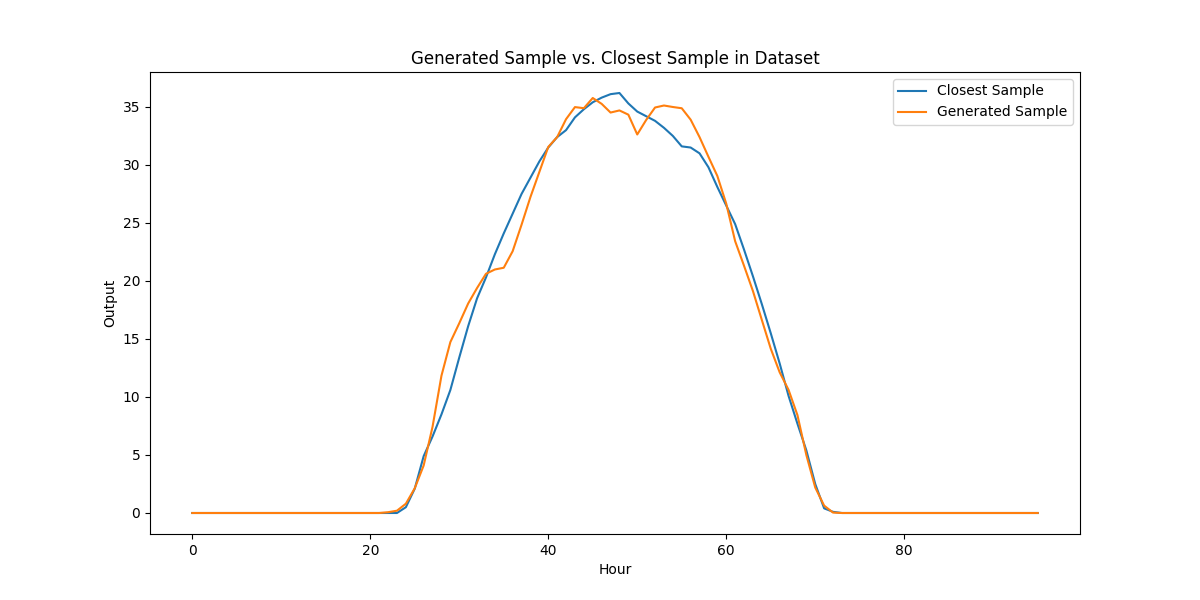 Generated Sample vs. Closest Sample in Dataset
Closest Sample
Generated Sample
35
30
25
20
15
10
5
0
Output
0 20 40 60 80
Hour